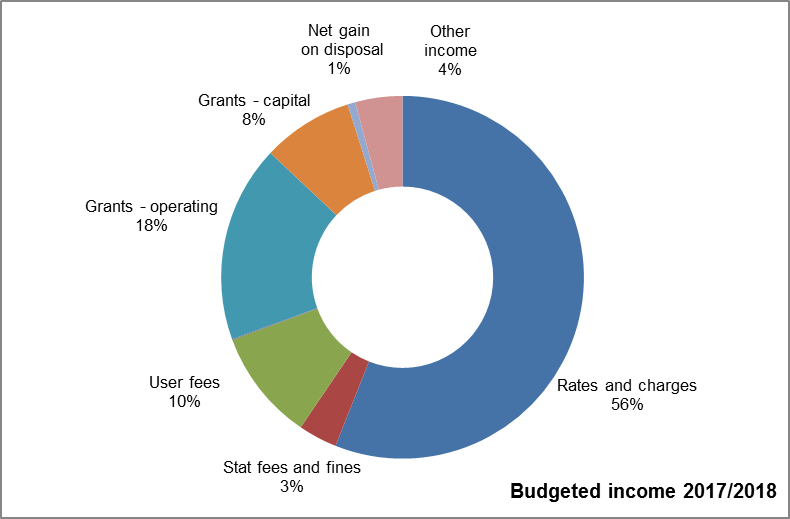 Net gain
on disposal
1%
Other
income
4%
Grants - capital
8%
Grants - operating
18%
User fees
10%
Rates and charges
56%
Stat fees and fines
3%
Budgeted income 2017/2018